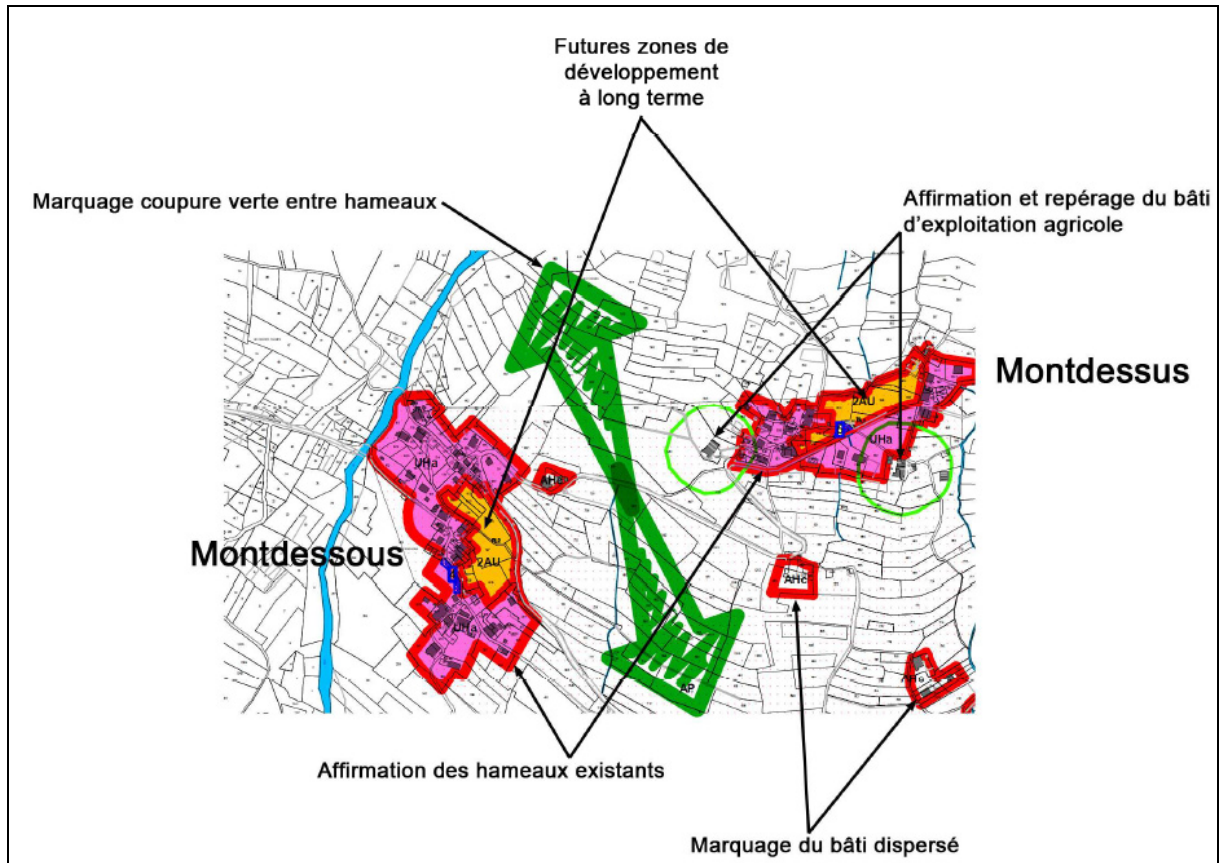 Futures zones de
développement
à long terme
Marquage coupure verte entre hameaux
Affirmation et repérage du bâti
d'exploitation agricole
Montdessus
2AU
UHa
UHa
AHc
Montdessous
2AU
AHc
UHa
AP
Affirmation des hameaux existants
Marquage du bâti dispersé